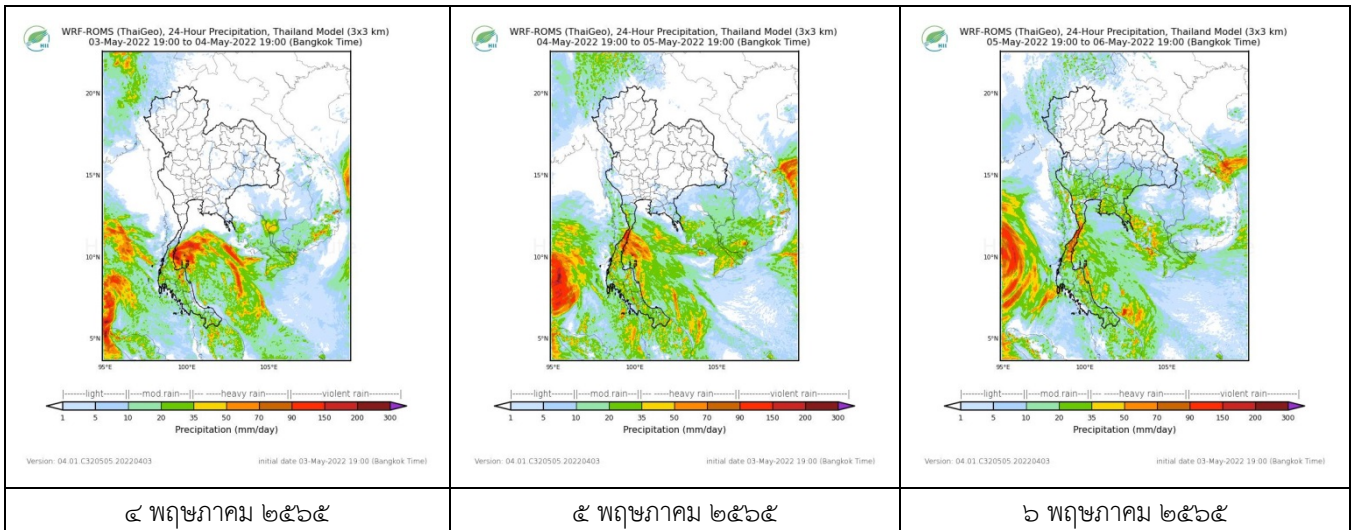 HII
WRF-ROMS (ThaiGeo), 24-Hour Precipitation, Thailand Model (3x3 km)
03-May-2022 19:00 to 04-May-2022 19:00 (Bangkok Time)
20°N
15°N
10°N
5°N
95°E 100°E 105°E
|------light------||---mod.rain---||--- ---heavy rain---||------violent rain------|
1 5 10 20 35 50 70 90 150 200 300
Precipitation (mm/day)
Version: 04.01.C320505.20220403 initial date 03-May-2022 19:00 (Bangkok Time)
๔ พฤษภาคม ๒๕๖๕
HII
WRF-ROMS (ThaiGeo), 24-Hour Precipitation, Thailand Model (3x3 km)
04-May-2022 19:00 to 05-May-2022 19:00 (Bangkok Time)
20°N
15°N
10°N
5°N
95°E 100°E 105°E
|------light------||---mod.rain---||--- ---heavy rain---||------violent rain------|
1 5 10 20 35 50 70 90 150 200 300
Precipitation (mm/day)
Version: 04.01.C320505.20220403 initial date 03-May-2022 19:00 (Bangkok Time)
๕ พฤษภาคม ๒๕๖๕
HII
WRF-ROMS (ThaiGeo), 24-Hour Precipitation, Thailand Model (3x3 km)
05-May-2022 19:00 to 06-May-2022 19:00 (Bangkok Time)
20°N
15°N
10°N
5°N
95°E 100°E 105°E
|------light------||---mod.rain---||--- ---heavy rain---||------violent rain------|
1 5 10 20 35 50 70 90 150 200 300
Precipitation (mm/day)
Version: 04.01.C320505.20220403 initial date 03-May-2022 19:00 (Bangkok Time)
๖ พฤษภาคม ๒๕๖๕